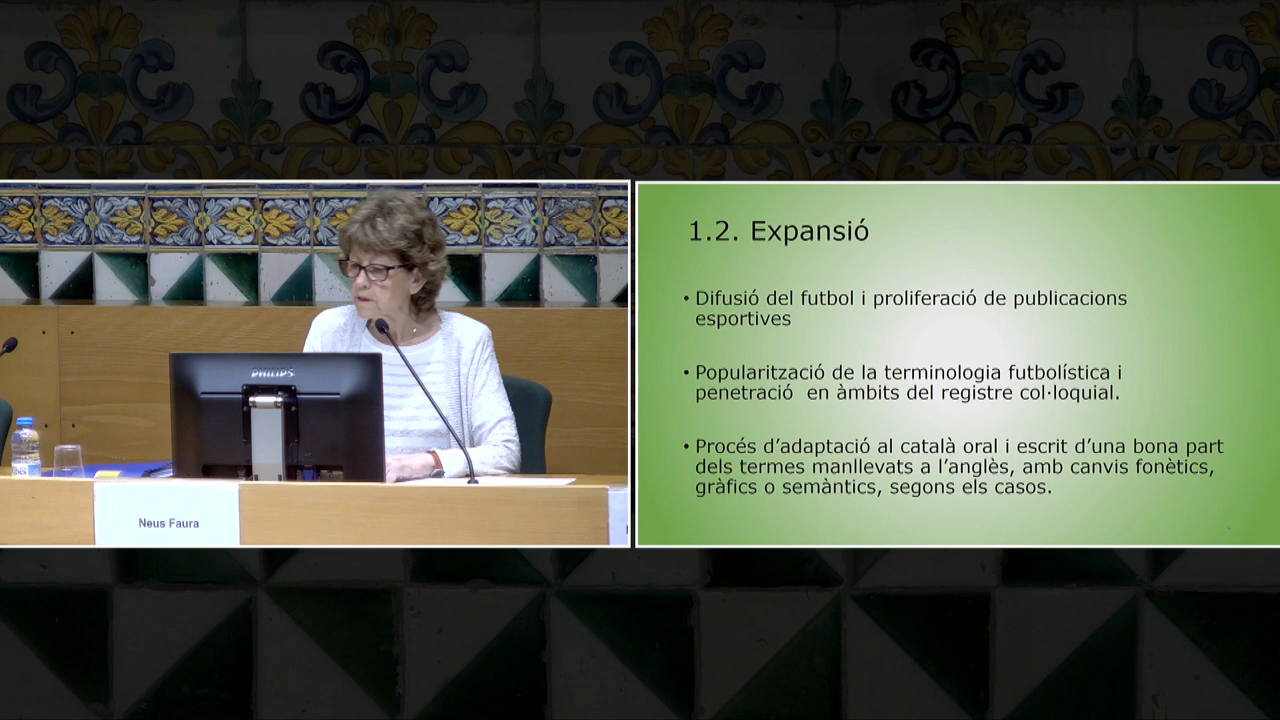 PHILIPS
Neus Faura
1.2. Expansió
• Difusió del futbol i proliferació de publicacions
esportives
• Popularització de la terminologia futbolística i
penetració  en àmbits del registre col·loquial.
• Procés d’adaptació al català oral i escrit d’una bona part
dels termes manllevats a l’anglès, amb canvis fonètics,
gràfics o semàntics, segons els casos.